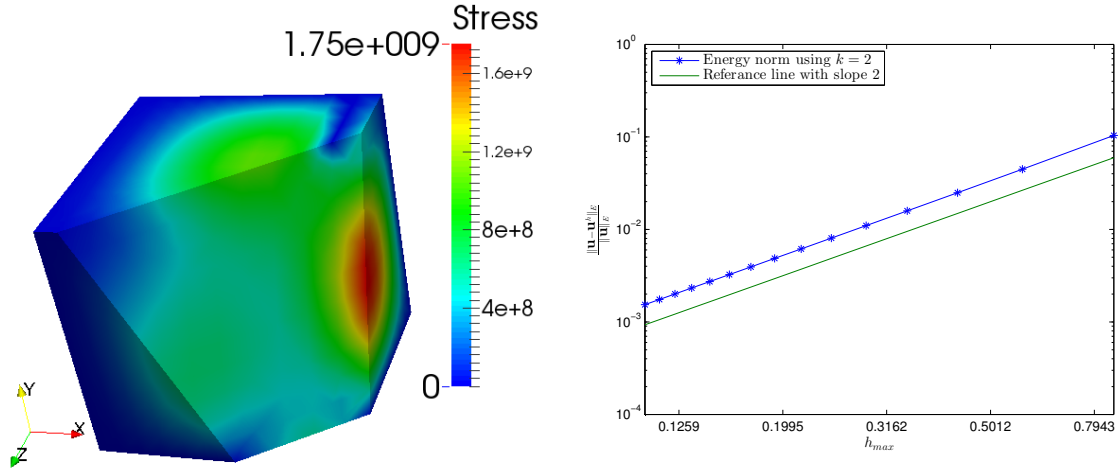 Stress
1.75e+009
1.6e+9
1.2e+9
8e+8
4e+8
0
Y
X
Z
10^0
10^-1
10^-2
10^-3
10^-4
Energy norm using k = 2
Referance line with slope 2
‖u−u^h‖_E / ‖u‖_E
0.1259 0.1995 0.3162 0.5012 0.7943
h_max